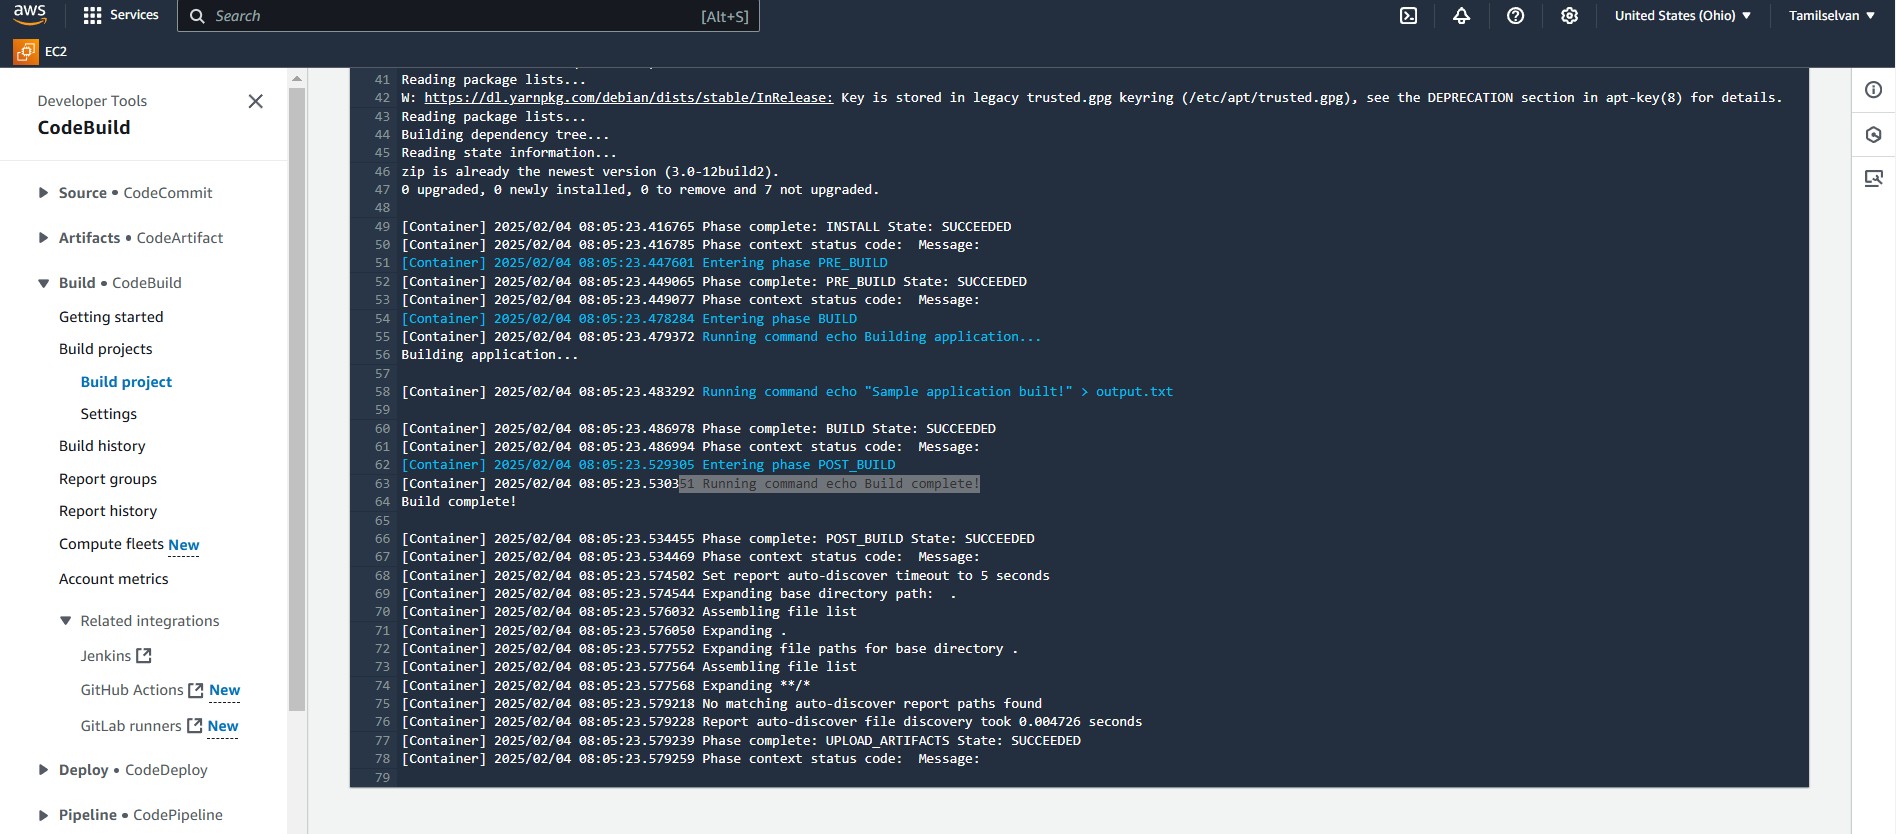 aws
Services
Search
[Alt+S]
United States (Ohio) ▼
Tamilselvan ▼
EC2
Developer Tools
CodeBuild
Source • CodeCommit
Artifacts • CodeArtifact
Build • CodeBuild
Getting started
Build projects
Build project
Settings
Build history
Report groups
Report history
Compute fleets New
Account metrics
Related integrations
Jenkins
GitHub Actions New
GitLab runners New
Deploy • CodeDeploy
Pipeline • CodePipeline
41 Reading package lists...
42 W: https://dl.yarnpkg.com/debian/dists/stable/InRelease: Key is stored in legacy trusted.gpg keyring (/etc/apt/trusted.gpg), see the DEPRECATION section in apt-key(8) for details.
43 Reading package lists...
44 Building dependency tree...
45 Reading state information...
46 zip is already the newest version (3.0-12build2).
47 0 upgraded, 0 newly installed, 0 to remove and 7 not upgraded.
48
49 [Container] 2025/02/04 08:05:23.416765 Phase complete: INSTALL State: SUCCEEDED
50 [Container] 2025/02/04 08:05:23.416785 Phase context status code:  Message:
51 [Container] 2025/02/04 08:05:23.447601 Entering phase PRE_BUILD
52 [Container] 2025/02/04 08:05:23.449065 Phase complete: PRE_BUILD State: SUCCEEDED
53 [Container] 2025/02/04 08:05:23.449077 Phase context status code:  Message:
54 [Container] 2025/02/04 08:05:23.478284 Entering phase BUILD
55 [Container] 2025/02/04 08:05:23.479372 Running command echo Building application...
56 Building application...
57
58 [Container] 2025/02/04 08:05:23.483292 Running command echo "Sample application built!" > output.txt
59
60 [Container] 2025/02/04 08:05:23.486978 Phase complete: BUILD State: SUCCEEDED
61 [Container] 2025/02/04 08:05:23.486994 Phase context status code:  Message:
62 [Container] 2025/02/04 08:05:23.529305 Entering phase POST_BUILD
63 [Container] 2025/02/04 08:05:23.530351 Running command echo Build complete!
64 Build complete!
65
66 [Container] 2025/02/04 08:05:23.534455 Phase complete: POST_BUILD State: SUCCEEDED
67 [Container] 2025/02/04 08:05:23.534469 Phase context status code:  Message:
68 [Container] 2025/02/04 08:05:23.574502 Set report auto-discover timeout to 5 seconds
69 [Container] 2025/02/04 08:05:23.574544 Expanding base directory path:  .
70 [Container] 2025/02/04 08:05:23.576032 Assembling file list
71 [Container] 2025/02/04 08:05:23.576050 Expanding .
72 [Container] 2025/02/04 08:05:23.577552 Expanding file paths for base directory .
73 [Container] 2025/02/04 08:05:23.577564 Assembling file list
74 [Container] 2025/02/04 08:05:23.577568 Expanding **/*
75 [Container] 2025/02/04 08:05:23.579218 No matching auto-discover report paths found
76 [Container] 2025/02/04 08:05:23.579228 Report auto-discover file discovery took 0.004726 seconds
77 [Container] 2025/02/04 08:05:23.579239 Phase complete: UPLOAD_ARTIFACTS State: SUCCEEDED
78 [Container] 2025/02/04 08:05:23.579259 Phase context status code:  Message:
79